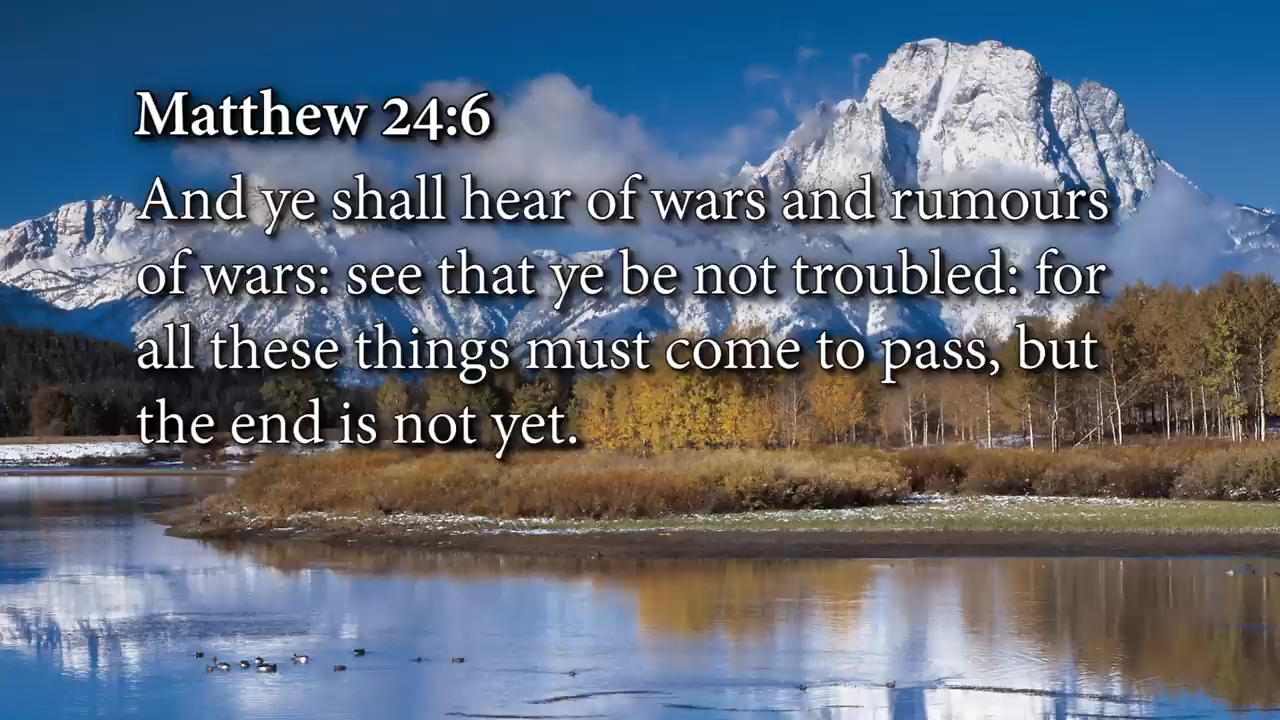 Matthew 24:6
And ye shall hear of wars and rumours
of wars: see that ye be not troubled: for
all these things must come to pass, but
the end is not yet.